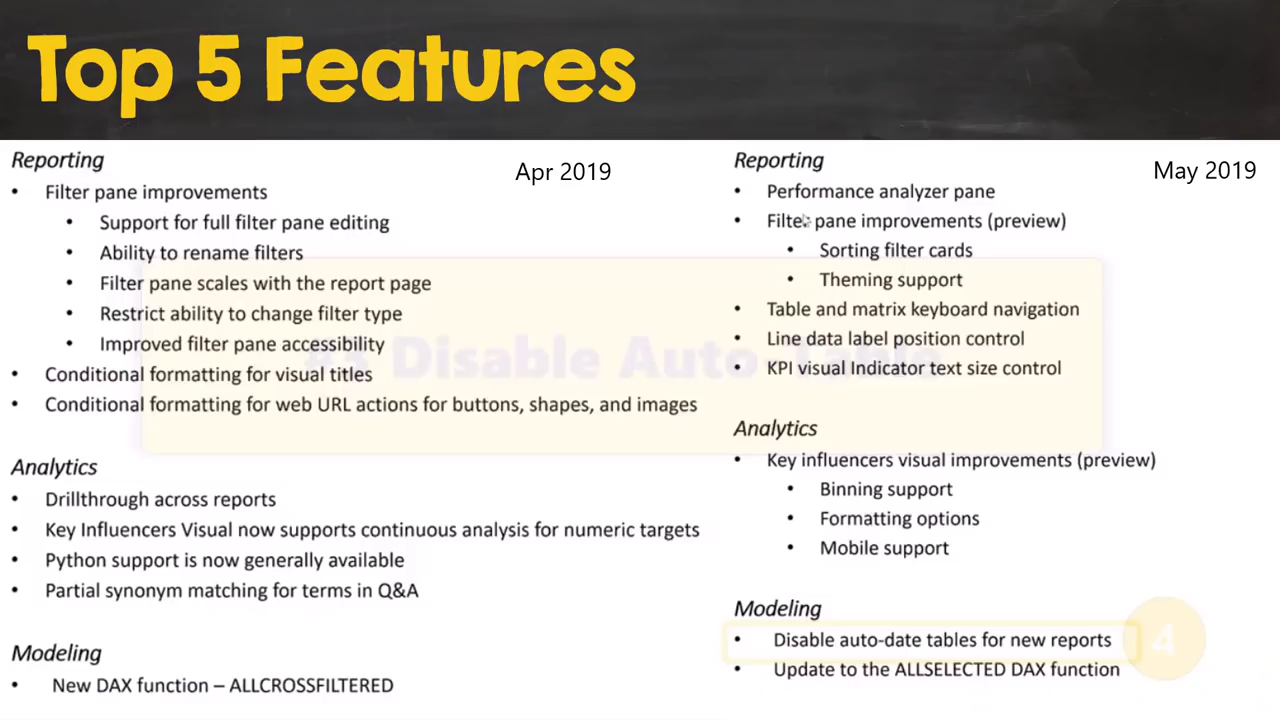 Top 5 Features
Apr 2019
Reporting
Filter pane improvements
Support for full filter pane editing
Ability to rename filters
Filter pane scales with the report page
Restrict ability to change filter type
Improved filter pane accessibility
Conditional formatting for visual titles
Conditional formatting for web URL actions for buttons, shapes, and images
Analytics
Drillthrough across reports
Key Influencers Visual now supports continuous analysis for numeric targets
Python support is now generally available
Partial synonym matching for terms in Q&A
Modeling
New DAX function – ALLCROSSFILTERED
May 2019
Reporting
Performance analyzer pane
Filter pane improvements (preview)
Sorting filter cards
Theming support
Table and matrix keyboard navigation
Line data label position control
KPI visual Indicator text size control
Analytics
Key influencers visual improvements (preview)
Binning support
Formatting options
Mobile support
Modeling
Disable auto-date tables for new reports
4
Update to the ALLSELECTED DAX function
Disable Auto-Table